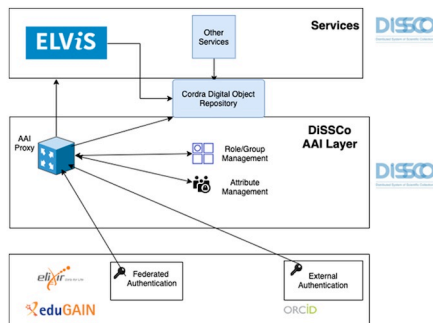 Services
ELViS
Other
Services
DISSCO
Cordra Digital Object
Repository
DiSSCo
AAI Layer
AAI
Proxy
Role/Group
Management
Attribute
Management
DISSCO
elixir
eduGAIN
Federated
Authentication
External
Authentication
ORCID